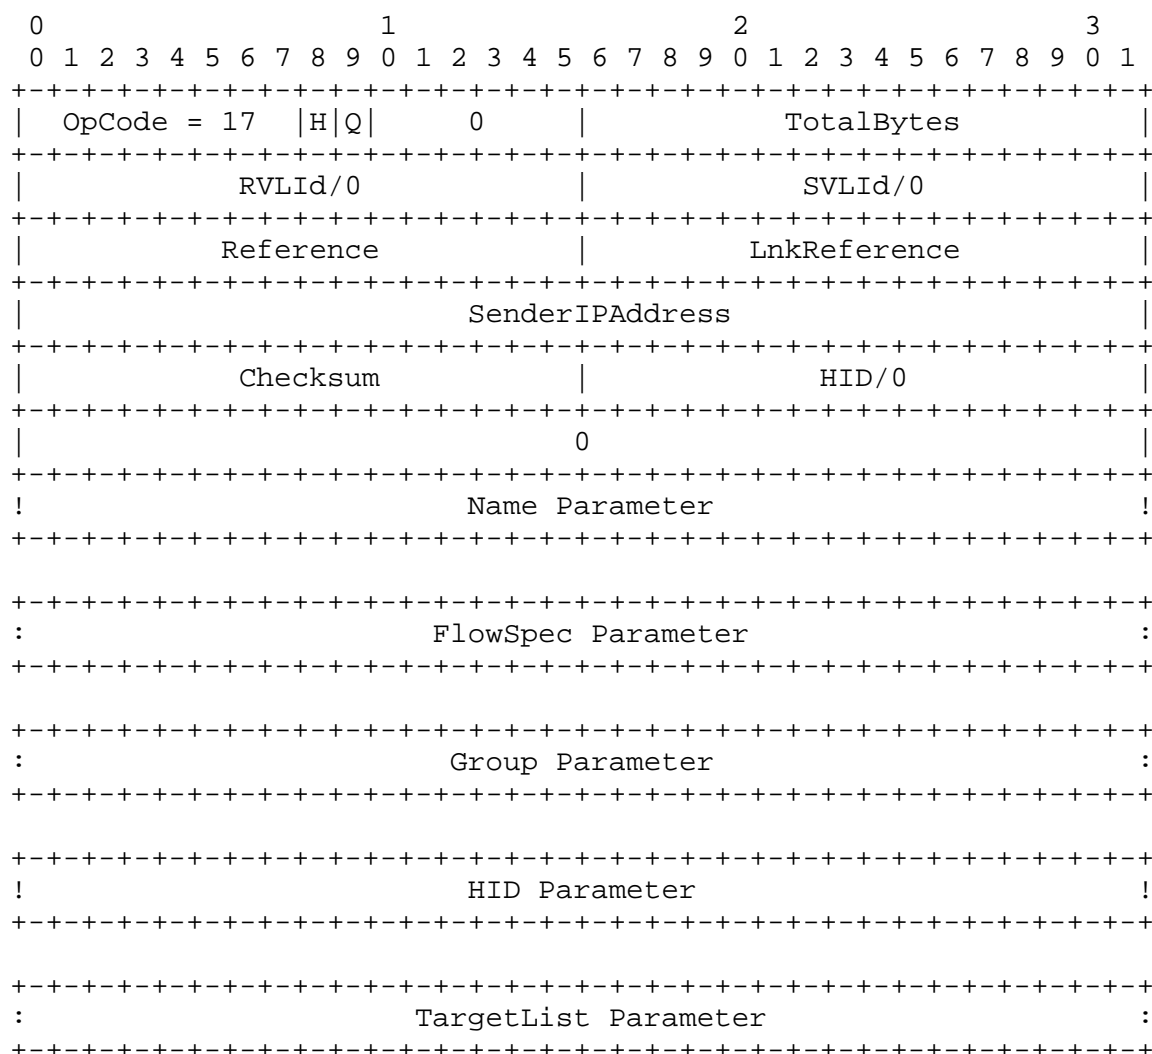 0                   1                   2                   3
 0 1 2 3 4 5 6 7 8 9 0 1 2 3 4 5 6 7 8 9 0 1 2 3 4 5 6 7 8 9 0 1
+-+-+-+-+-+-+-+-+-+-+-+-+-+-+-+-+-+-+-+-+-+-+-+-+-+-+-+-+-+-+-+-+
|  OpCode = 17  |H|Q|     0     |           TotalBytes          |
+-+-+-+-+-+-+-+-+-+-+-+-+-+-+-+-+-+-+-+-+-+-+-+-+-+-+-+-+-+-+-+-+
|            RVLId/0            |            SVLId/0            |
+-+-+-+-+-+-+-+-+-+-+-+-+-+-+-+-+-+-+-+-+-+-+-+-+-+-+-+-+-+-+-+-+
|           Reference           |         LnkReference          |
+-+-+-+-+-+-+-+-+-+-+-+-+-+-+-+-+-+-+-+-+-+-+-+-+-+-+-+-+-+-+-+-+
|                         SenderIPAddress                       |
+-+-+-+-+-+-+-+-+-+-+-+-+-+-+-+-+-+-+-+-+-+-+-+-+-+-+-+-+-+-+-+-+
|            Checksum           |             HID/0             |
+-+-+-+-+-+-+-+-+-+-+-+-+-+-+-+-+-+-+-+-+-+-+-+-+-+-+-+-+-+-+-+-+
|                               0                               |
+-+-+-+-+-+-+-+-+-+-+-+-+-+-+-+-+-+-+-+-+-+-+-+-+-+-+-+-+-+-+-+-+
!                         Name Parameter                        !
+-+-+-+-+-+-+-+-+-+-+-+-+-+-+-+-+-+-+-+-+-+-+-+-+-+-+-+-+-+-+-+-+

+-+-+-+-+-+-+-+-+-+-+-+-+-+-+-+-+-+-+-+-+-+-+-+-+-+-+-+-+-+-+-+-+
:                       FlowSpec Parameter                      :
+-+-+-+-+-+-+-+-+-+-+-+-+-+-+-+-+-+-+-+-+-+-+-+-+-+-+-+-+-+-+-+-+

+-+-+-+-+-+-+-+-+-+-+-+-+-+-+-+-+-+-+-+-+-+-+-+-+-+-+-+-+-+-+-+-+
:                        Group Parameter                        :
+-+-+-+-+-+-+-+-+-+-+-+-+-+-+-+-+-+-+-+-+-+-+-+-+-+-+-+-+-+-+-+-+

+-+-+-+-+-+-+-+-+-+-+-+-+-+-+-+-+-+-+-+-+-+-+-+-+-+-+-+-+-+-+-+-+
!                         HID Parameter                         !
+-+-+-+-+-+-+-+-+-+-+-+-+-+-+-+-+-+-+-+-+-+-+-+-+-+-+-+-+-+-+-+-+

+-+-+-+-+-+-+-+-+-+-+-+-+-+-+-+-+-+-+-+-+-+-+-+-+-+-+-+-+-+-+-+-+
:                      TargetList Parameter                     :
+-+-+-+-+-+-+-+-+-+-+-+-+-+-+-+-+-+-+-+-+-+-+-+-+-+-+-+-+-+-+-+-+